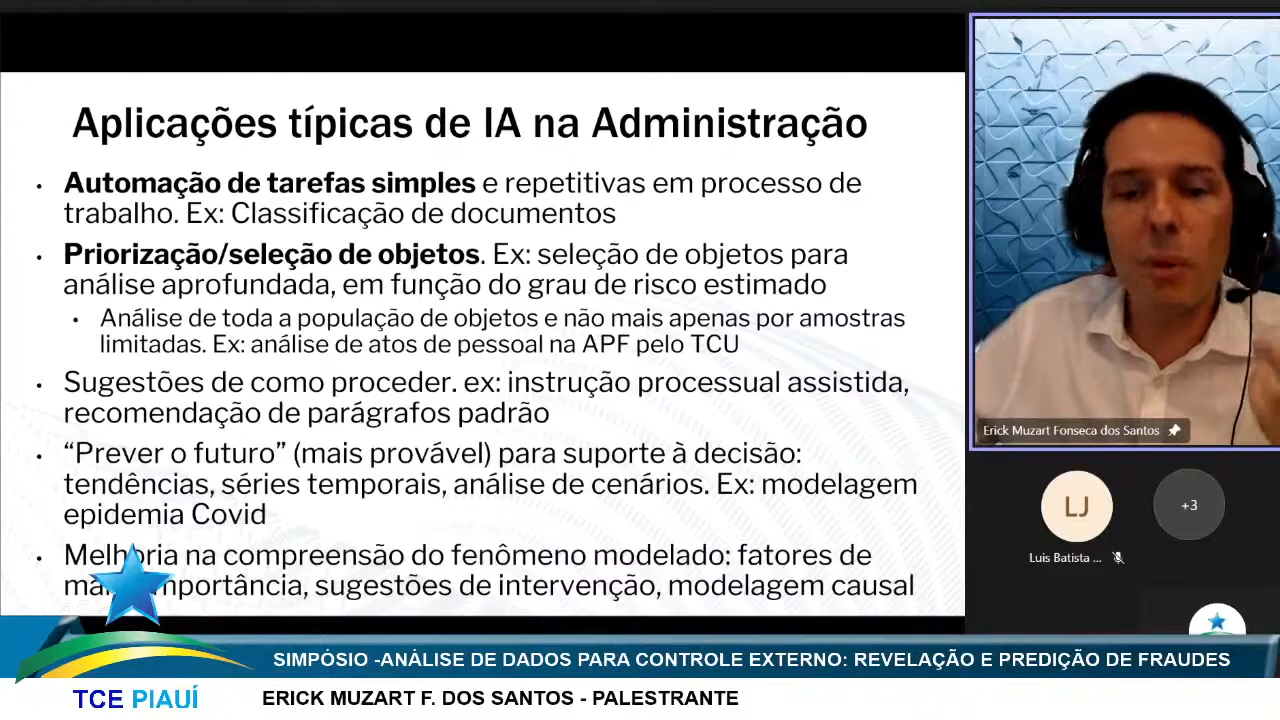 Aplicações típicas de IA na Administração
Automação de tarefas simples e repetitivas em processo de
trabalho. Ex: Classificação de documentos
Priorização/seleção de objetos. Ex: seleção de objetos para
análise aprofundada, em função do grau de risco estimado
Análise de toda a população de objetos e não mais apenas por amostras
limitadas. Ex: análise de atos de pessoal na APF pelo TCU
Sugestões de como proceder. ex: instrução processual assistida,
recomendação de parágrafos padrão
“Prever o futuro” (mais provável) para suporte à decisão:
tendências, séries temporais, análise de cenários. Ex: modelagem
epidemia Covid
Melhoria na compreensão do fenômeno modelado: fatores de
importância, sugestões de intervenção, modelagem causal
Erick Muzart Fonseca dos Santos
LJ
+3
Luis Batista ...
SIMPÓSIO -ANÁLISE DE DADOS PARA CONTROLE EXTERNO: REVELAÇÃO E PREDIÇÃO DE FRAUDES
TCE PIAUÍ
ERICK MUZART F. DOS SANTOS - PALESTRANTE